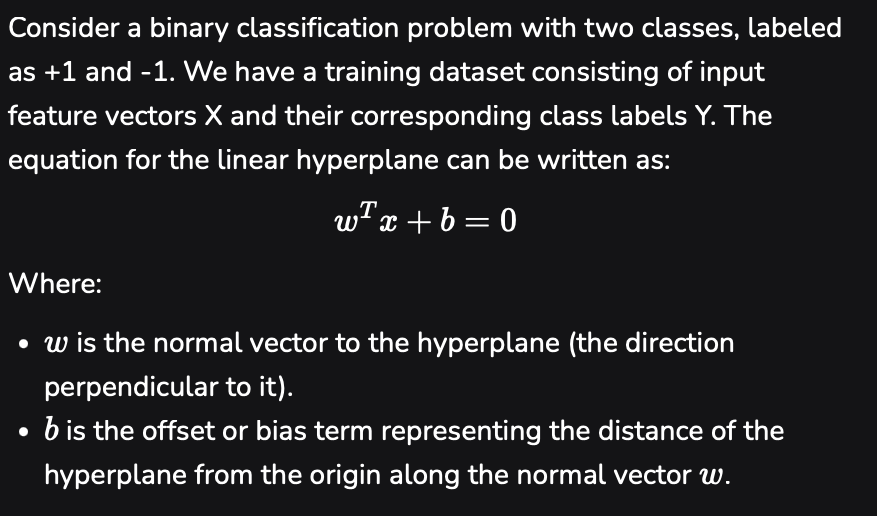 Consider a binary classification problem with two classes, labeled
as +1 and -1. We have a training dataset consisting of input
feature vectors X and their corresponding class labels Y. The
equation for the linear hyperplane can be written as:
wᵀx + b = 0
Where:
• w is the normal vector to the hyperplane (the direction
perpendicular to it).
• b is the offset or bias term representing the distance of the
hyperplane from the origin along the normal vector w.